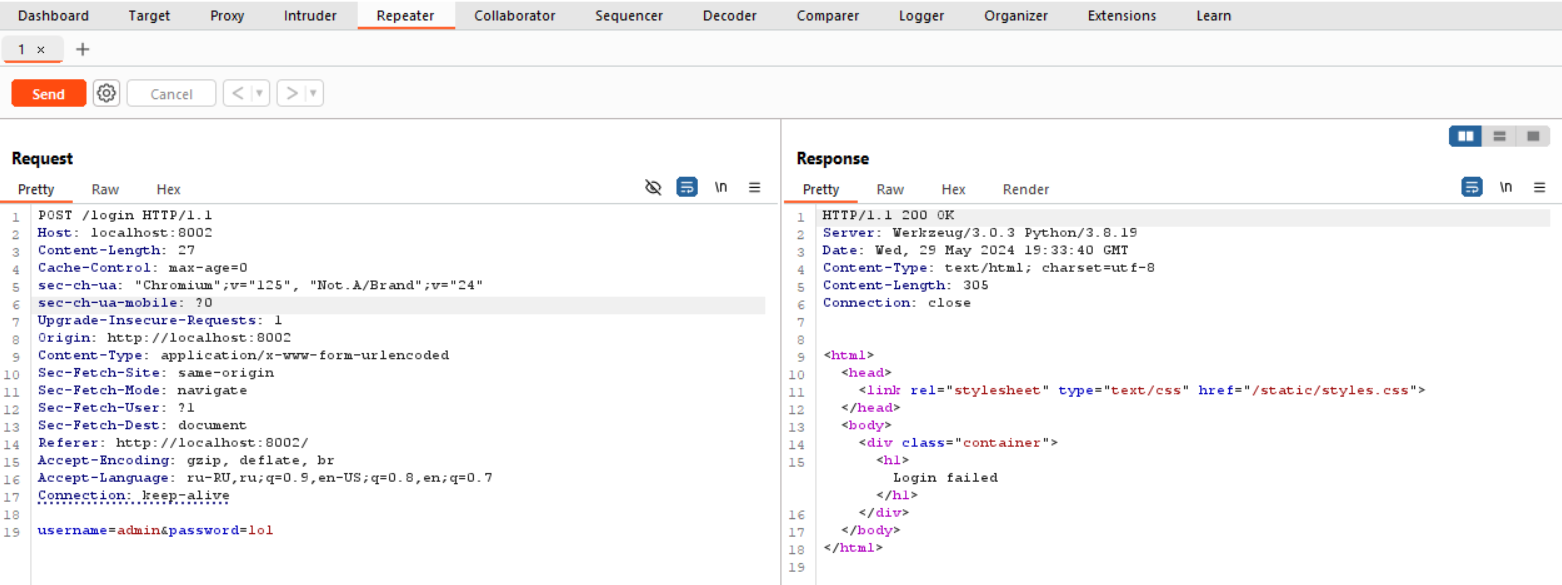 Dashboard Target Proxy Intruder Repeater Collaborator Sequencer Decoder Comparer Logger Organizer Extensions Learn
1 × +
Send Cancel < >
Request
Pretty Raw Hex \n
1 POST /login HTTP/1.1
2 Host: localhost:8002
3 Content-Length: 27
4 Cache-Control: max-age=0
5 sec-ch-ua: "Chromium";v="125", "Not.A/Brand";v="24"
6 sec-ch-ua-mobile: ?0
7 Upgrade-Insecure-Requests: 1
8 Origin: http://localhost:8002
9 Content-Type: application/x-www-form-urlencoded
10 Sec-Fetch-Site: same-origin
11 Sec-Fetch-Mode: navigate
12 Sec-Fetch-User: ?1
13 Sec-Fetch-Dest: document
14 Referer: http://localhost:8002/
15 Accept-Encoding: gzip, deflate, br
16 Accept-Language: ru-RU,ru;q=0.9,en-US;q=0.8,en;q=0.7
17 Connection: keep-alive
18
19 username=admin&password=lol
Response
Pretty Raw Hex Render \n
1 HTTP/1.1 200 OK
2 Server: Werkzeug/3.0.3 Python/3.8.19
3 Date: Wed, 29 May 2024 19:33:40 GMT
4 Content-Type: text/html; charset=utf-8
5 Content-Length: 305
6 Connection: close
7
8
9 <html>
10 <head>
11 <link rel="stylesheet" type="text/css" href="/static/styles.css">
12 </head>
13 <body>
14 <div class="container">
15 <h1>
Login failed
</h1>
16 </div>
17 </body>
18 </html>
19